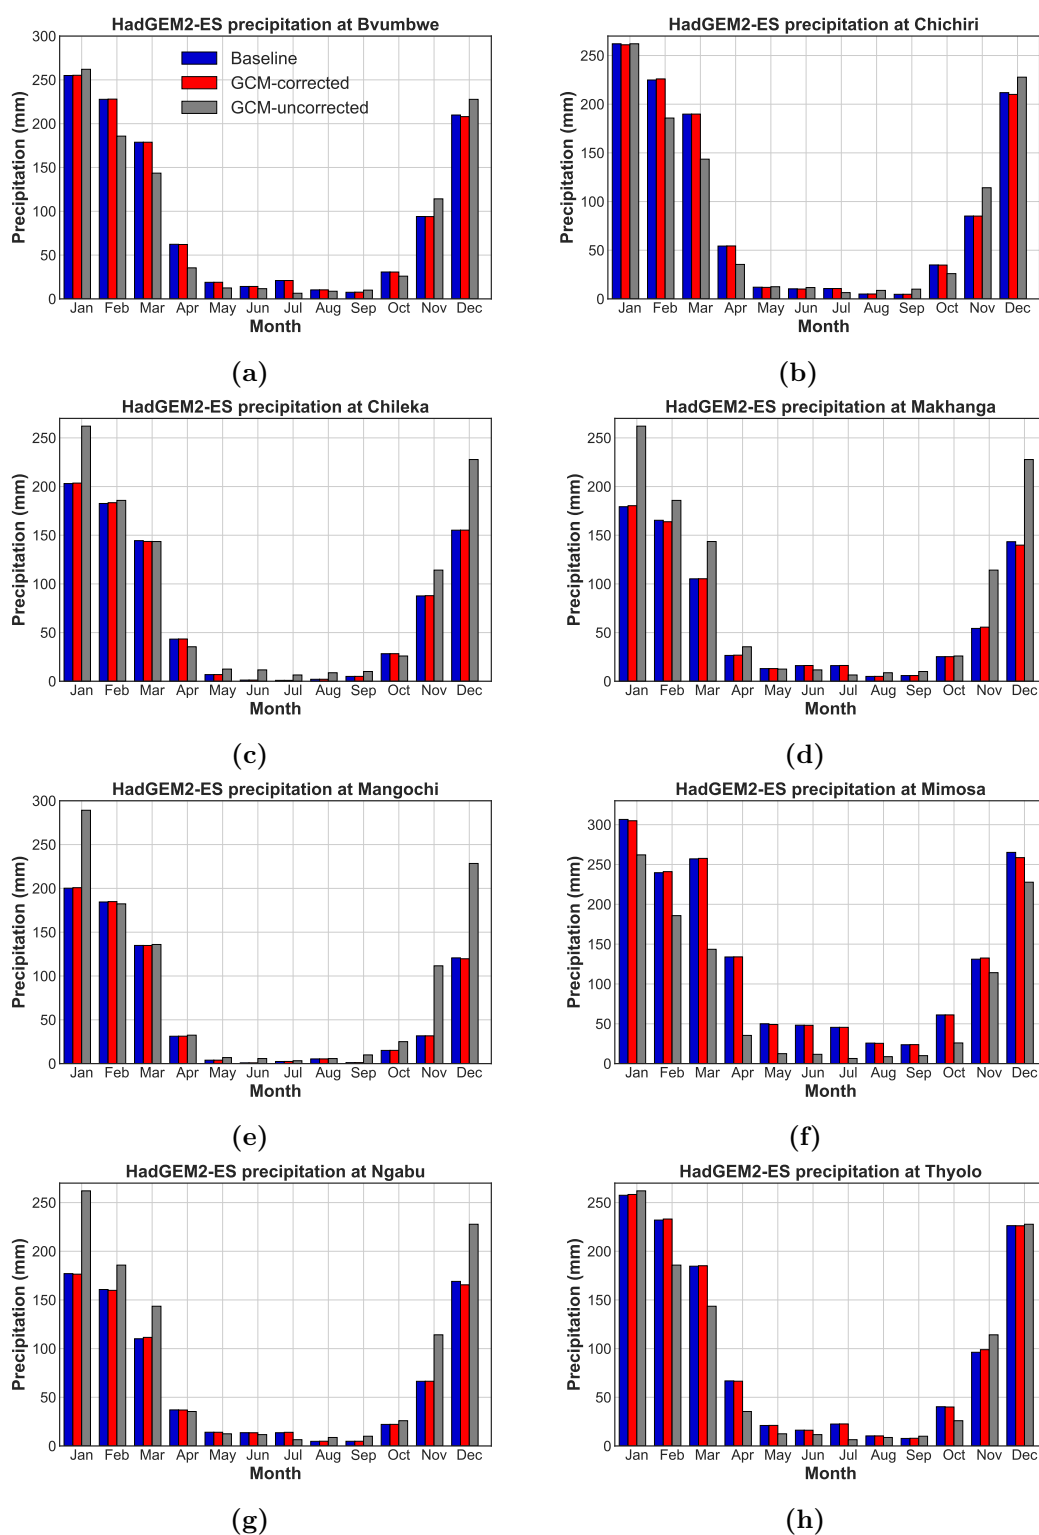 HadGEM2-ES precipitation at Bvumbwe
300
250
200
150
100
50
0
Precipitation (mm)
Baseline
GCM-corrected
GCM-uncorrected
Jan Feb Mar Apr May Jun Jul Aug Sep Oct Nov Dec
Month
(a)
HadGEM2-ES precipitation at Chichiri
250
200
150
100
50
0
Precipitation (mm)
Jan Feb Mar Apr May Jun Jul Aug Sep Oct Nov Dec
Month
(b)
HadGEM2-ES precipitation at Chileka
250
200
150
100
50
0
Precipitation (mm)
Jan Feb Mar Apr May Jun Jul Aug Sep Oct Nov Dec
Month
(c)
HadGEM2-ES precipitation at Makhanga
250
200
150
100
50
0
Precipitation (mm)
Jan Feb Mar Apr May Jun Jul Aug Sep Oct Nov Dec
Month
(d)
HadGEM2-ES precipitation at Mangochi
300
250
200
150
100
50
0
Precipitation (mm)
Jan Feb Mar Apr May Jun Jul Aug Sep Oct Nov Dec
Month
(e)
HadGEM2-ES precipitation at Mimosa
300
250
200
150
100
50
0
Precipitation (mm)
Jan Feb Mar Apr May Jun Jul Aug Sep Oct Nov Dec
Month
(f)
HadGEM2-ES precipitation at Ngabu
250
200
150
100
50
0
Precipitation (mm)
Jan Feb Mar Apr May Jun Jul Aug Sep Oct Nov Dec
Month
(g)
HadGEM2-ES precipitation at Thyolo
250
200
150
100
50
0
Precipitation (mm)
Jan Feb Mar Apr May Jun Jul Aug Sep Oct Nov Dec
Month
(h)